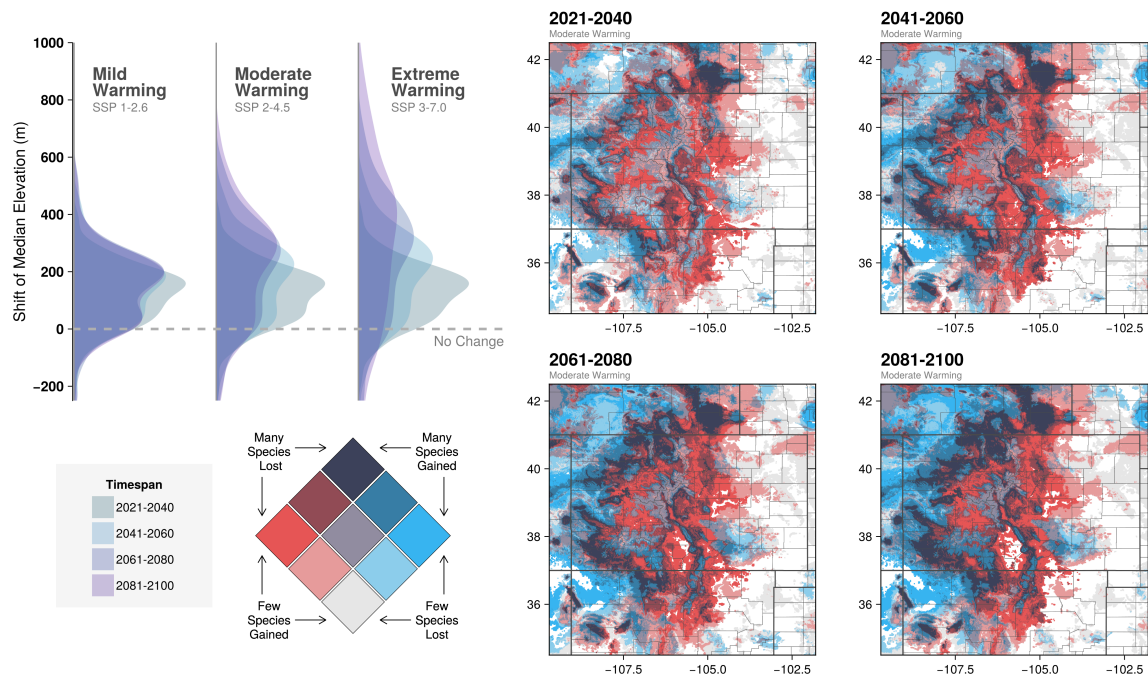 Shift of Median Elevation (m)
1000
800
600
400
200
0
−200
Mild
Warming
SSP 1-2.6
Moderate
Warming
SSP 2-4.5
Extreme
Warming
SSP 3-7.0
No Change
Timespan
2021-2040
2041-2060
2061-2080
2081-2100
Many
Species
Lost
Many
Species
Gained
Few
Species
Gained
Few
Species
Lost
2021-2040
Moderate Warming
42
40
38
36
−107.5
−105.0
−102.5
2041-2060
Moderate Warming
42
40
38
36
−107.5
−105.0
−102.5
2061-2080
Moderate Warming
42
40
38
36
−107.5
−105.0
−102.5
2081-2100
Moderate Warming
42
40
38
36
−107.5
−105.0
−102.5